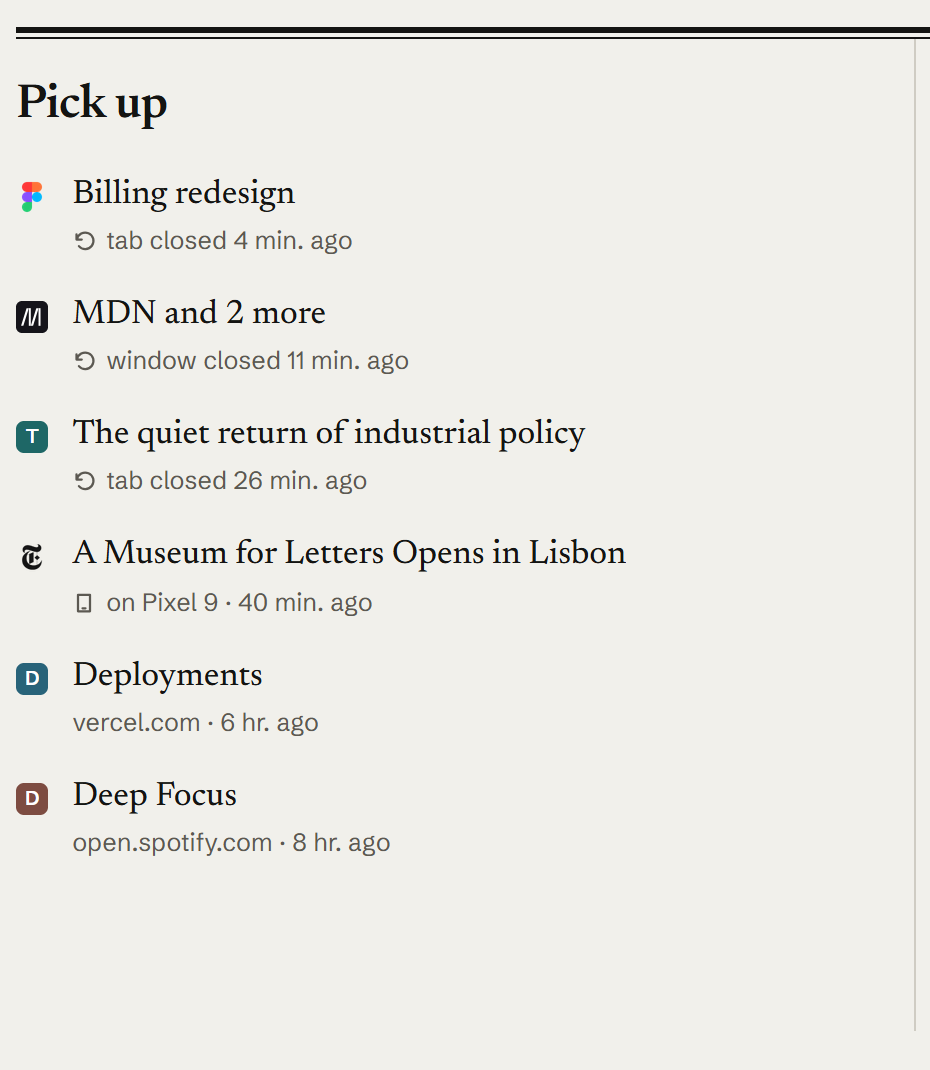 Pick up
Billing redesign
tab closed 4 min. ago
MDN and 2 more
window closed 11 min. ago
T
The quiet return of industrial policy
tab closed 26 min. ago
T
A Museum for Letters Opens in Lisbon
on Pixel 9 · 40 min. ago
D
Deployments
vercel.com · 6 hr. ago
D
Deep Focus
open.spotify.com · 8 hr. ago